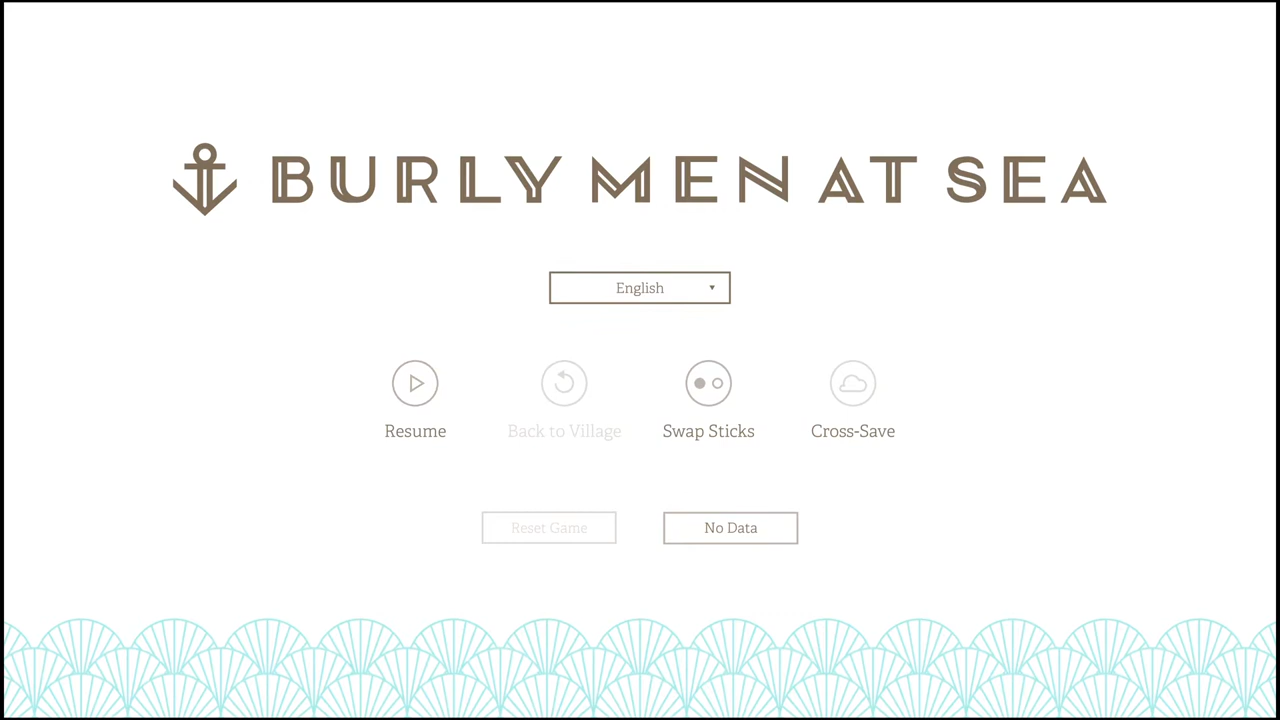 BURLY MEN AT SEA
English
Resume Back to Village Swap Sticks Cross-Save
Reset Game No Data